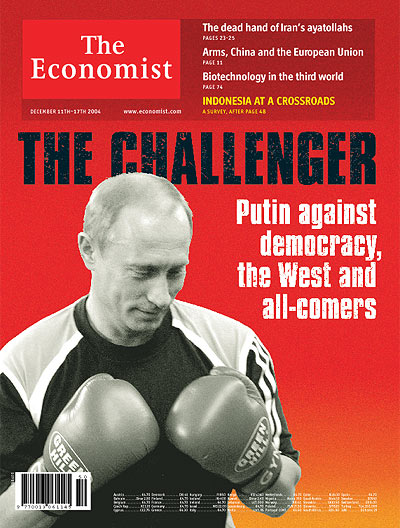 The
Economist
DECEMBER 11TH–17TH 2004
www.economist.com
The dead hand of Iran's ayatollahs
PAGES 23-25
Arms, China and the European Union
PAGE 11
Biotechnology in the third world
PAGE 74
INDONESIA AT A CROSSROADS
A SURVEY, AFTER PAGE 48
THE CHALLENGER
Putin against
democracy,
the West and
all-comers
GREEN
HILL
GREEN
HILL